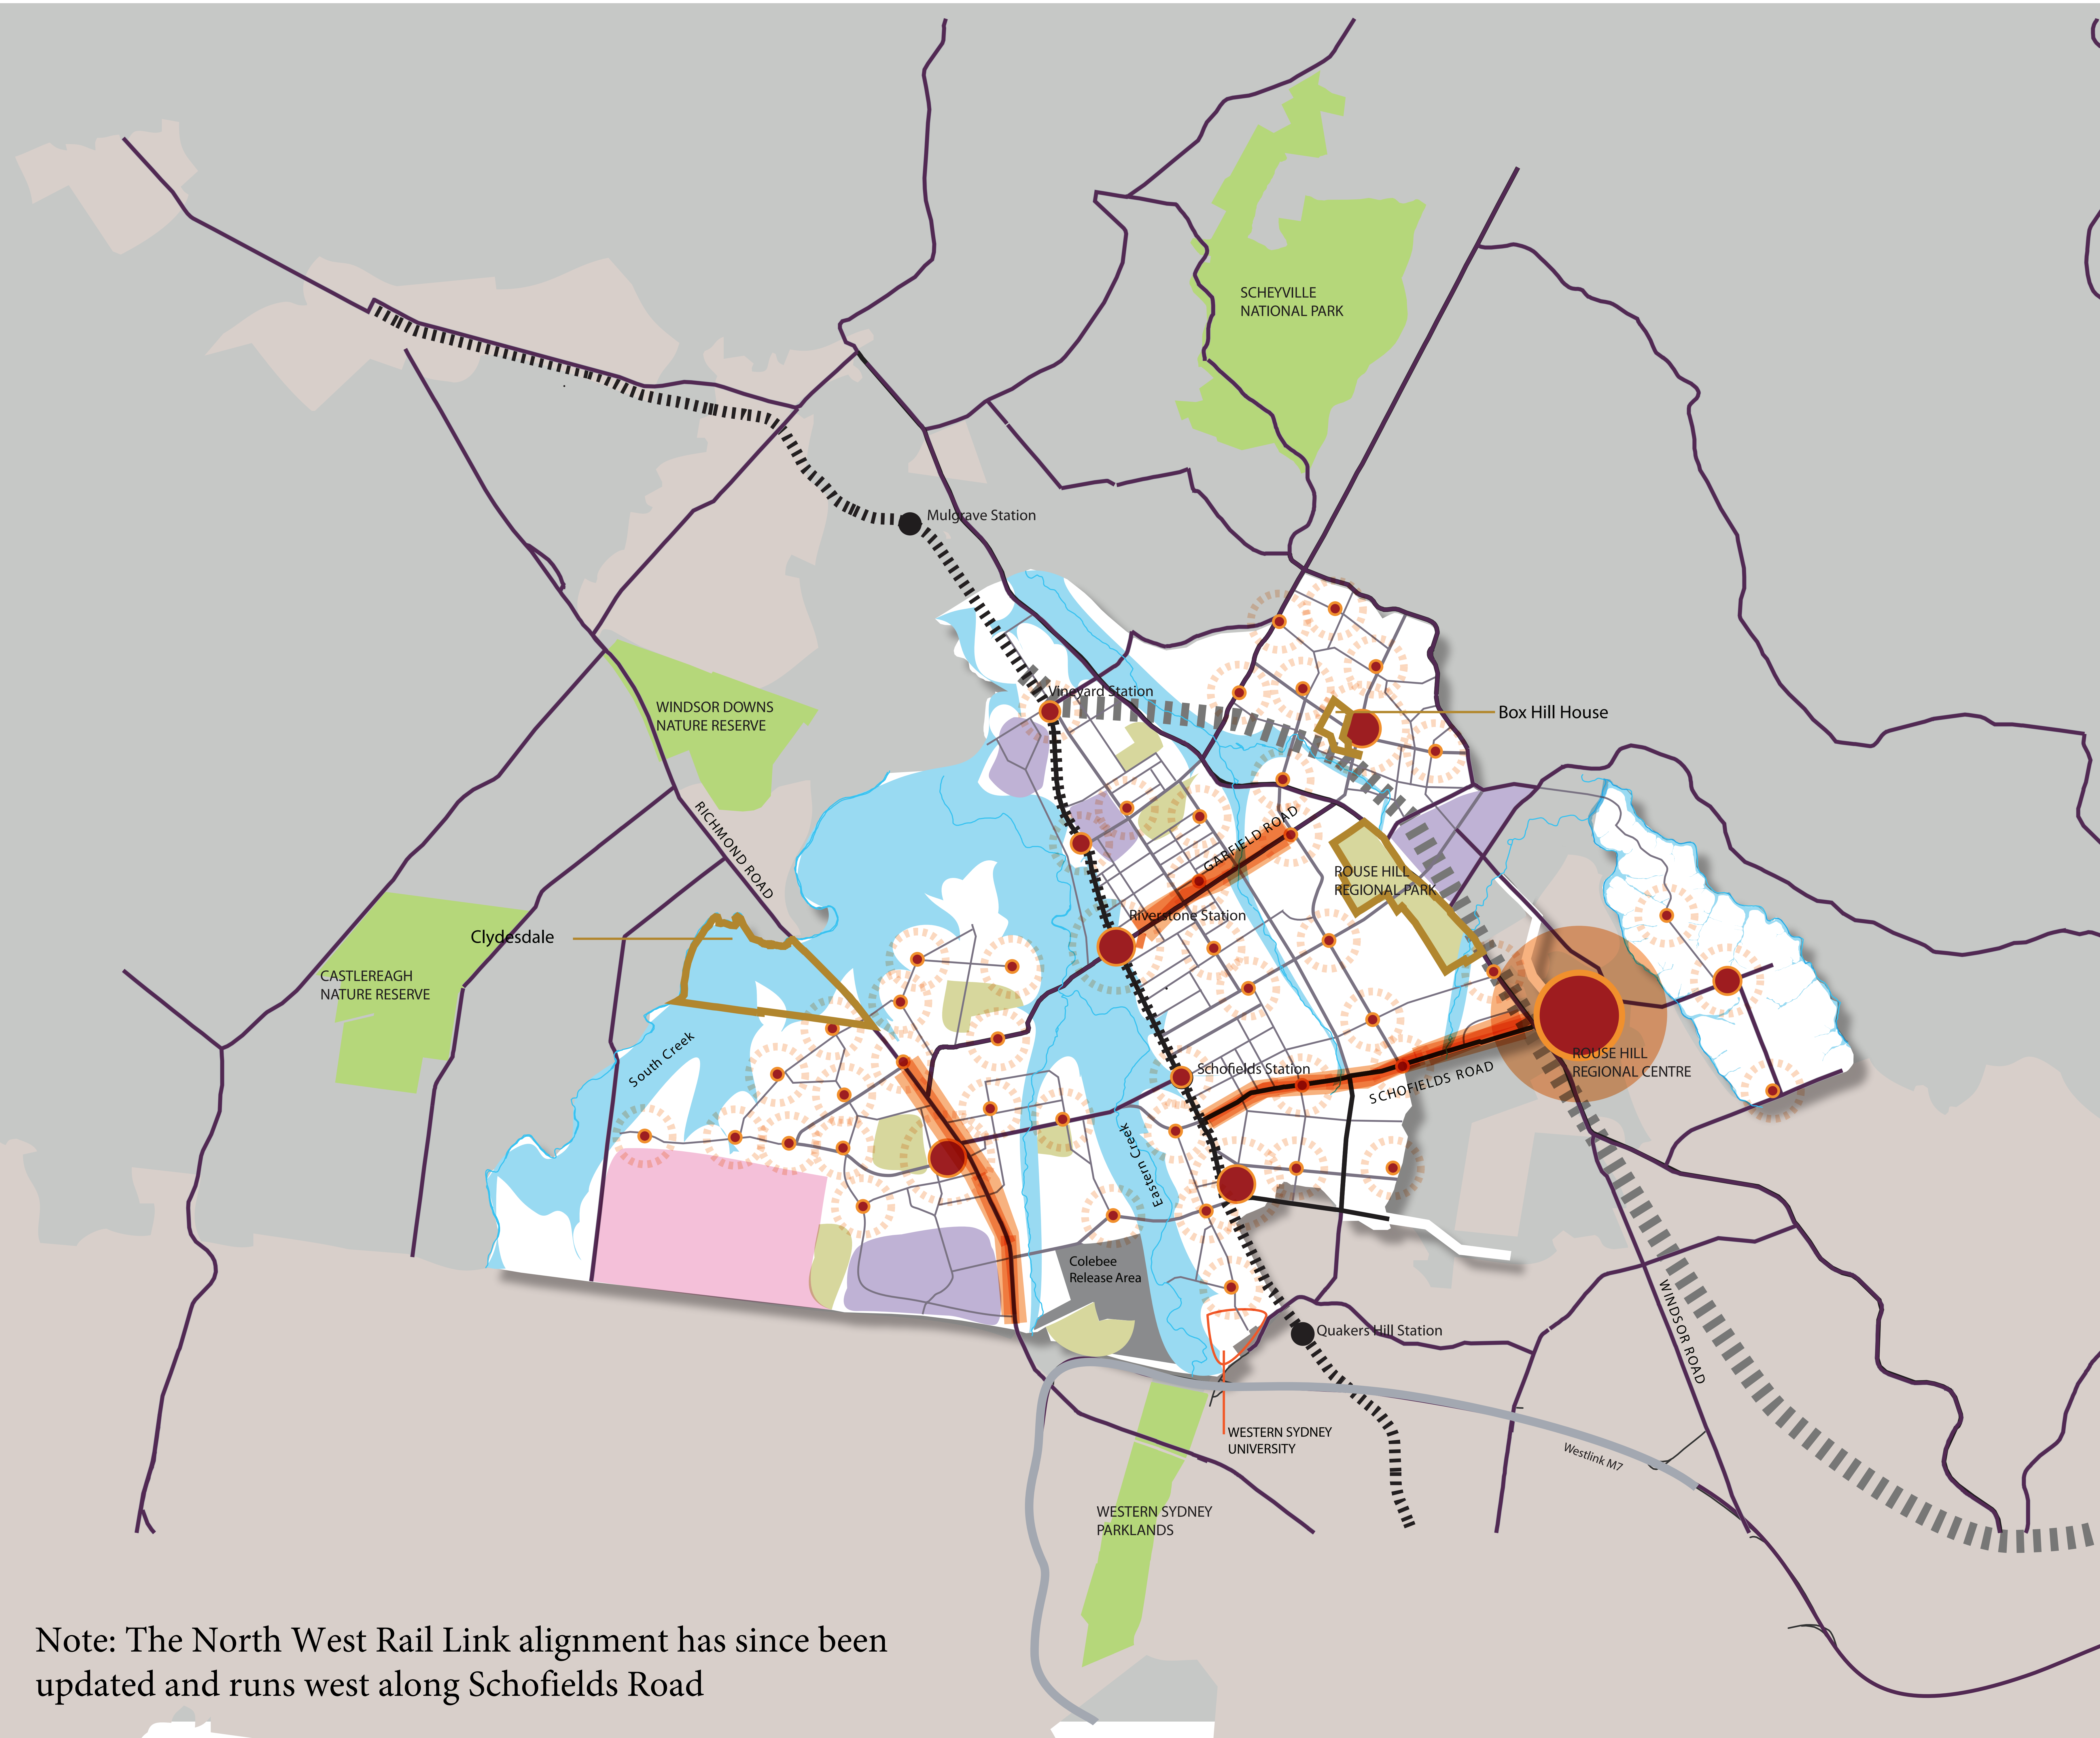 SCHEYVILLE
NATIONAL PARK
Mulgrave Station
Vineyard Station
WINDSOR DOWNS
NATURE RESERVE
Box Hill House
RICHMOND ROAD
GARFIELD ROAD
ROUSE HILL
REGIONAL PARK
Riverstone Station
Clydesdale
CASTLEREAGH
NATURE RESERVE
South Creek
Schofields Station
SCHOFIELDS ROAD
ROUSE HILL
REGIONAL CENTRE
Eastern Creek
Colebee
Release Area
Quakers Hill Station
WINDSOR ROAD
WESTERN SYDNEY
UNIVERSITY
Westlink M7
WESTERN SYDNEY
PARKLANDS
Note: The North West Rail Link alignment has since been
updated and runs west along Schofields Road